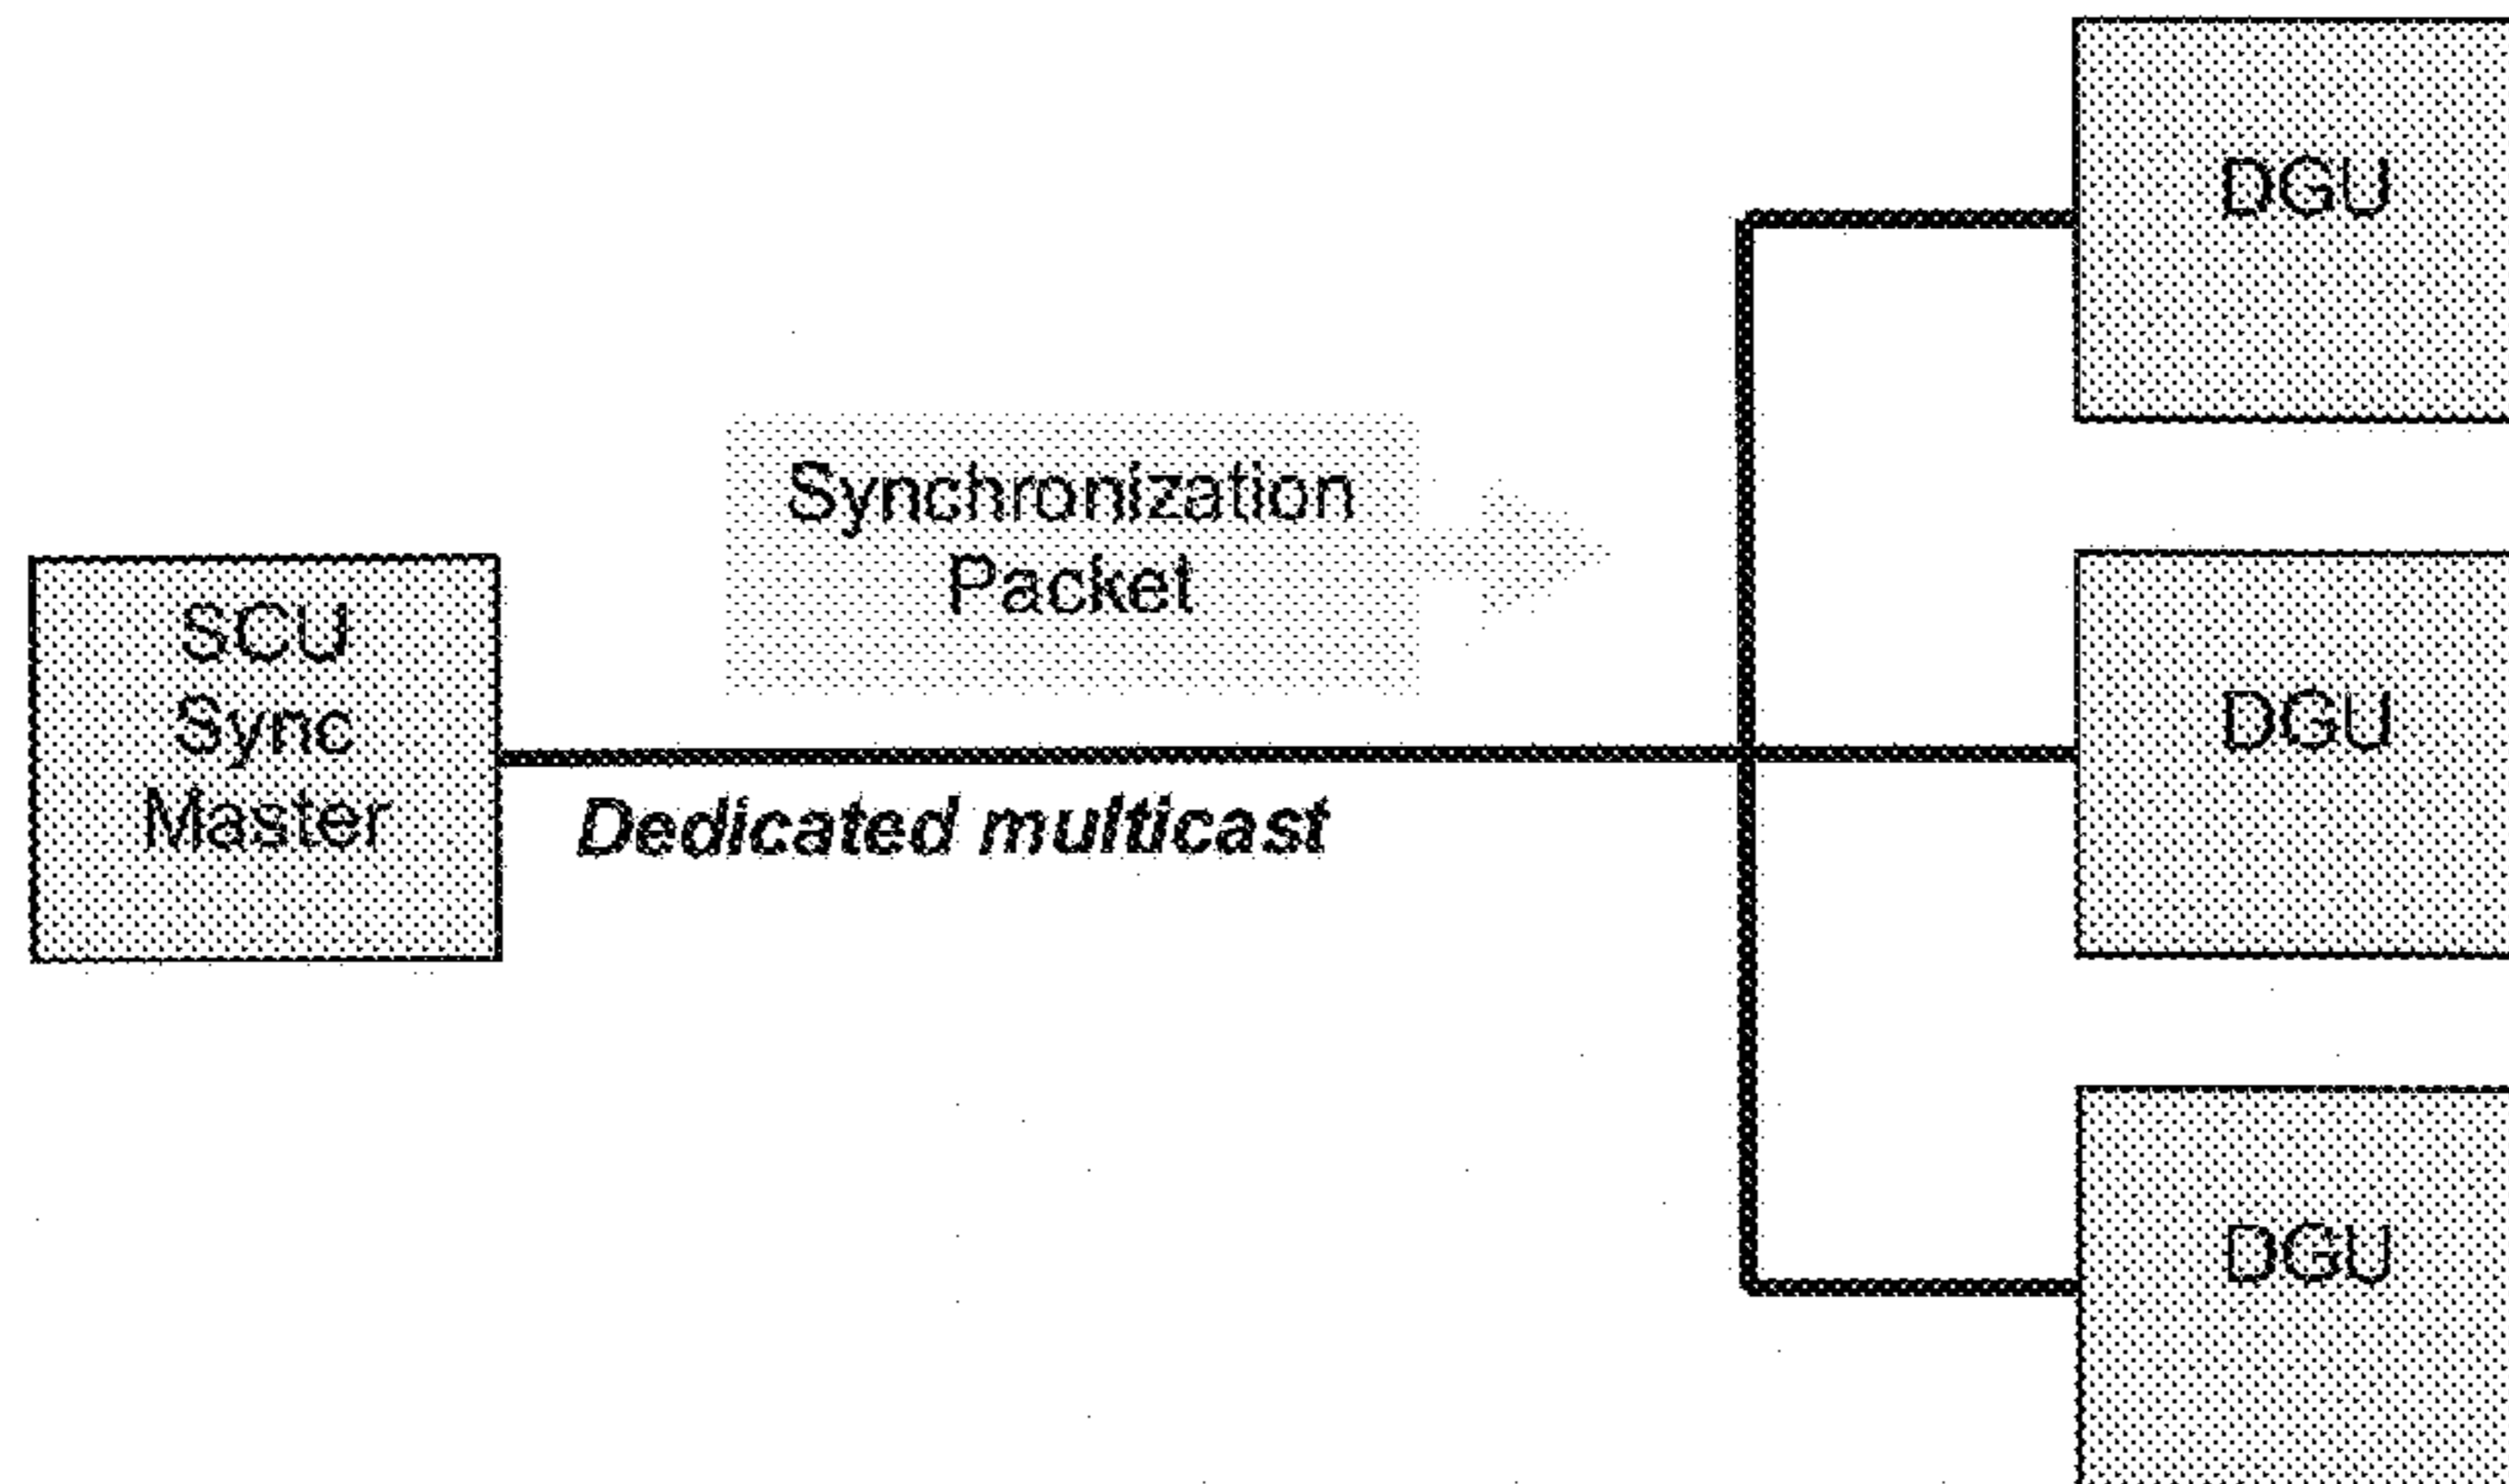 DGU
Synchronization
Packet
SCU
Sync
Master
DGU
Dedicated multicast
DGU